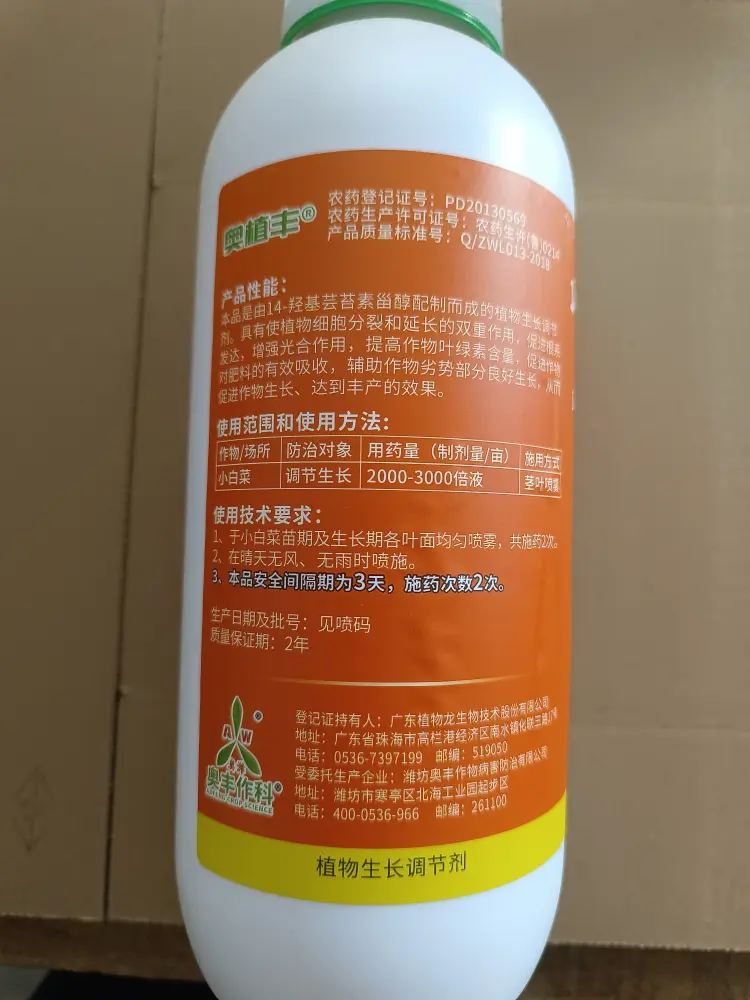 奥植丰®
农药登记证号：PD20130569
农药生产许可证号：农药生许(鲁)0214
产品质量标准号：Q/ZWL013-2018
产品性能：
本品是由14-羟基芸苔素甾醇配制而成的植物生长调节
剂。具有使植物细胞分裂和延长的双重作用，促进根系
发达，增强光合作用，提高作物叶绿素含量，促进作物
对肥料的有效吸收，辅助作物劣势部分良好生长，从而
促进作物生长、达到丰产的效果。
使用范围和使用方法：
作物/场所 防治对象 用药量（制剂量/亩） 施用方式
小白菜 调节生长 2000-3000倍液 茎叶喷雾
使用技术要求：
1、于小白菜苗期及生长期各叶面均匀喷雾，共施药2次。
2、在晴天无风、无雨时喷施。
3、本品安全间隔期为3天，施药次数2次。
生产日期及批号：见喷码
质量保证期：2年
登记证持有人：广东植物龙生物技术股份有限公司
地址：广东省珠海市高栏港经济区南水镇化联三路17号
电话：0536-7397199 邮编：519050
受委托生产企业：潍坊奥丰作物病害防治有限公司
地址：潍坊市寒亭区北海工业园起步区
电话：400-0536-966 邮编：261100
奥丰作科®
CROP SCIENCE
植物生长调节剂